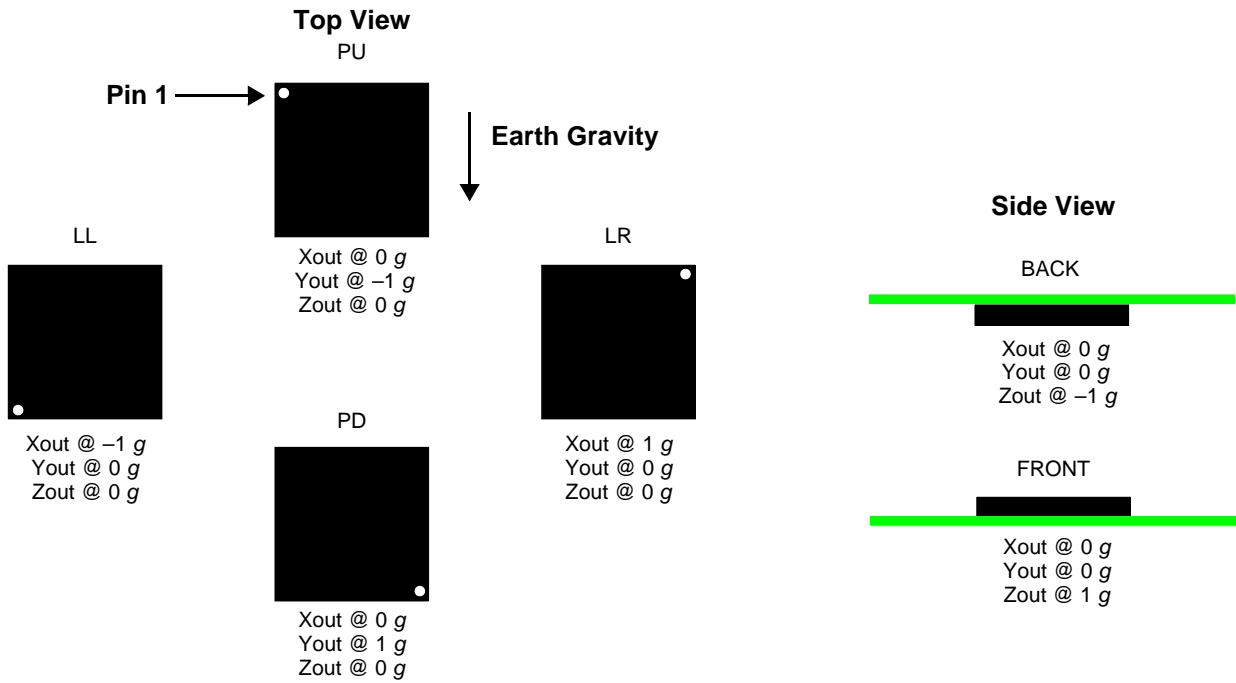 Top View
PU
Pin 1
Earth Gravity
Xout @ 0 g
Yout @ –1 g
Zout @ 0 g
LL
Xout @ –1 g
Yout @ 0 g
Zout @ 0 g
LR
Xout @ 1 g
Yout @ 0 g
Zout @ 0 g
PD
Xout @ 0 g
Yout @ 1 g
Zout @ 0 g
Side View
BACK
Xout @ 0 g
Yout @ 0 g
Zout @ –1 g
FRONT
Xout @ 0 g
Yout @ 0 g
Zout @ 1 g